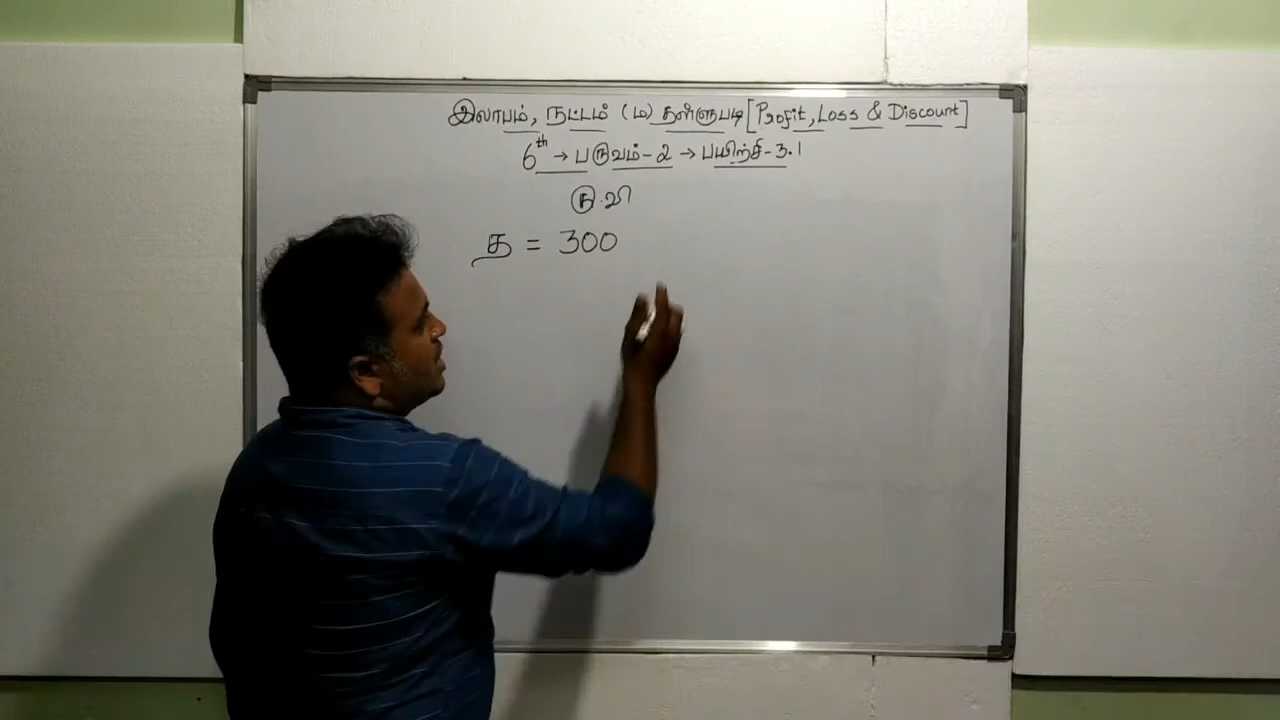 இலாபம், நட்டம் (ம) தள்ளுபடி [Profit, Loss & Discount]
6th → பருவம்-2 → பயிற்சி-3.1
ந.வி
த = 300